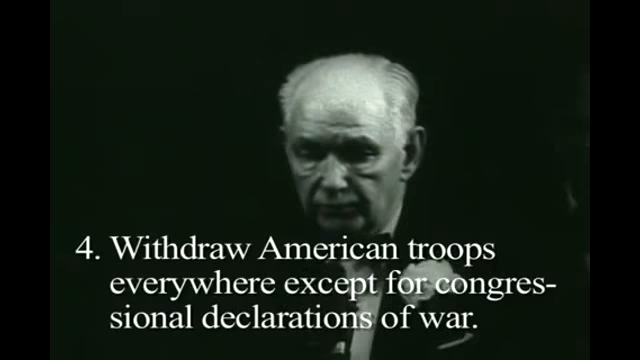 4. Withdraw American troops
everywhere except for congres-
sional declarations of war.